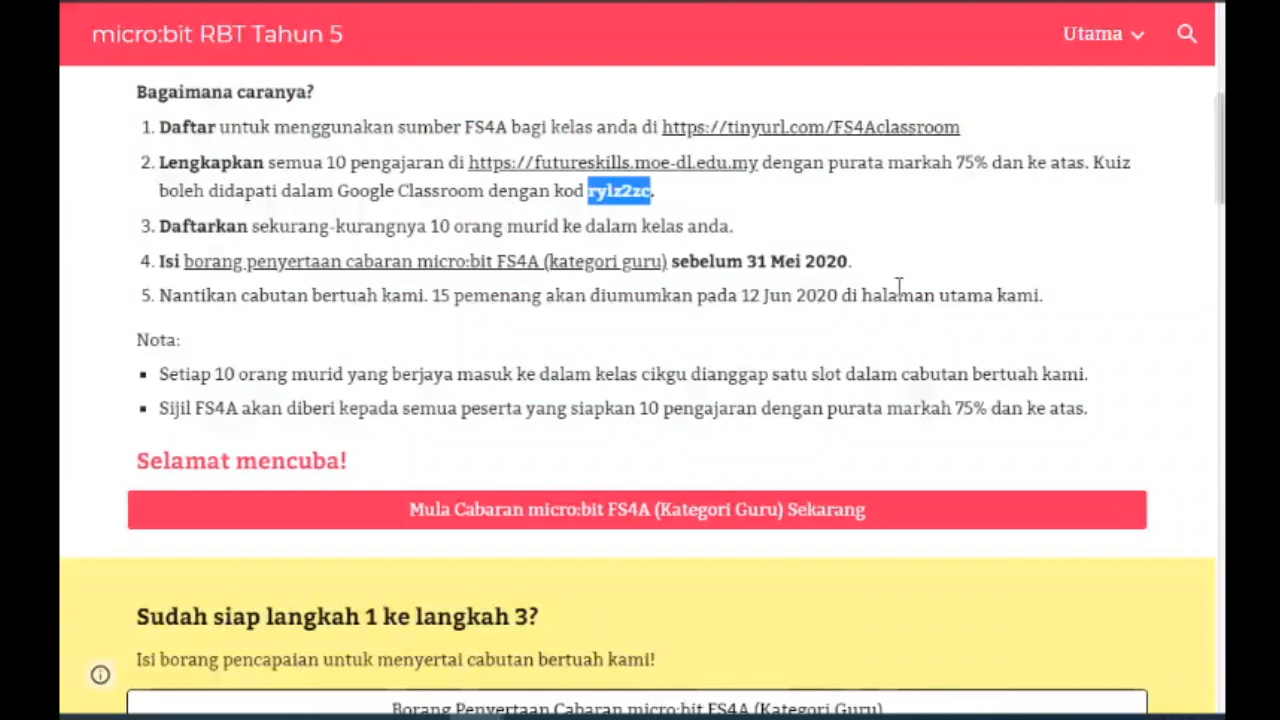 micro:bit RBT Tahun 5
Utama
Bagaimana caranya?
1. Daftar untuk menggunakan sumber FS4A bagi kelas anda di https://tinyurl.com/FS4Aclassroom
2. Lengkapkan semua 10 pengajaran di https://futureskills.moe-dl.edu.my dengan purata markah 75% dan ke atas. Kuiz
boleh didapati dalam Google Classroom dengan kod rylz2zc.
3. Daftarkan sekurang-kurangnya 10 orang murid ke dalam kelas anda.
4. Isi borang penyertaan cabaran micro:bit FS4A (kategori guru) sebelum 31 Mei 2020.
5. Nantikan cabutan bertuah kami. 15 pemenang akan diumumkan pada 12 Jun 2020 di halaman utama kami.
Nota:
▪ Setiap 10 orang murid yang berjaya masuk ke dalam kelas cikgu dianggap satu slot dalam cabutan bertuah kami.
▪ Sijil FS4A akan diberi kepada semua peserta yang siapkan 10 pengajaran dengan purata markah 75% dan ke atas.
Selamat mencuba!
Mula Cabaran micro:bit FS4A (Kategori Guru) Sekarang
Sudah siap langkah 1 ke langkah 3?
Isi borang pencapaian untuk menyertai cabutan bertuah kami!
Borang Penyertaan Cabaran micro:bit FS4A (Kategori Guru)